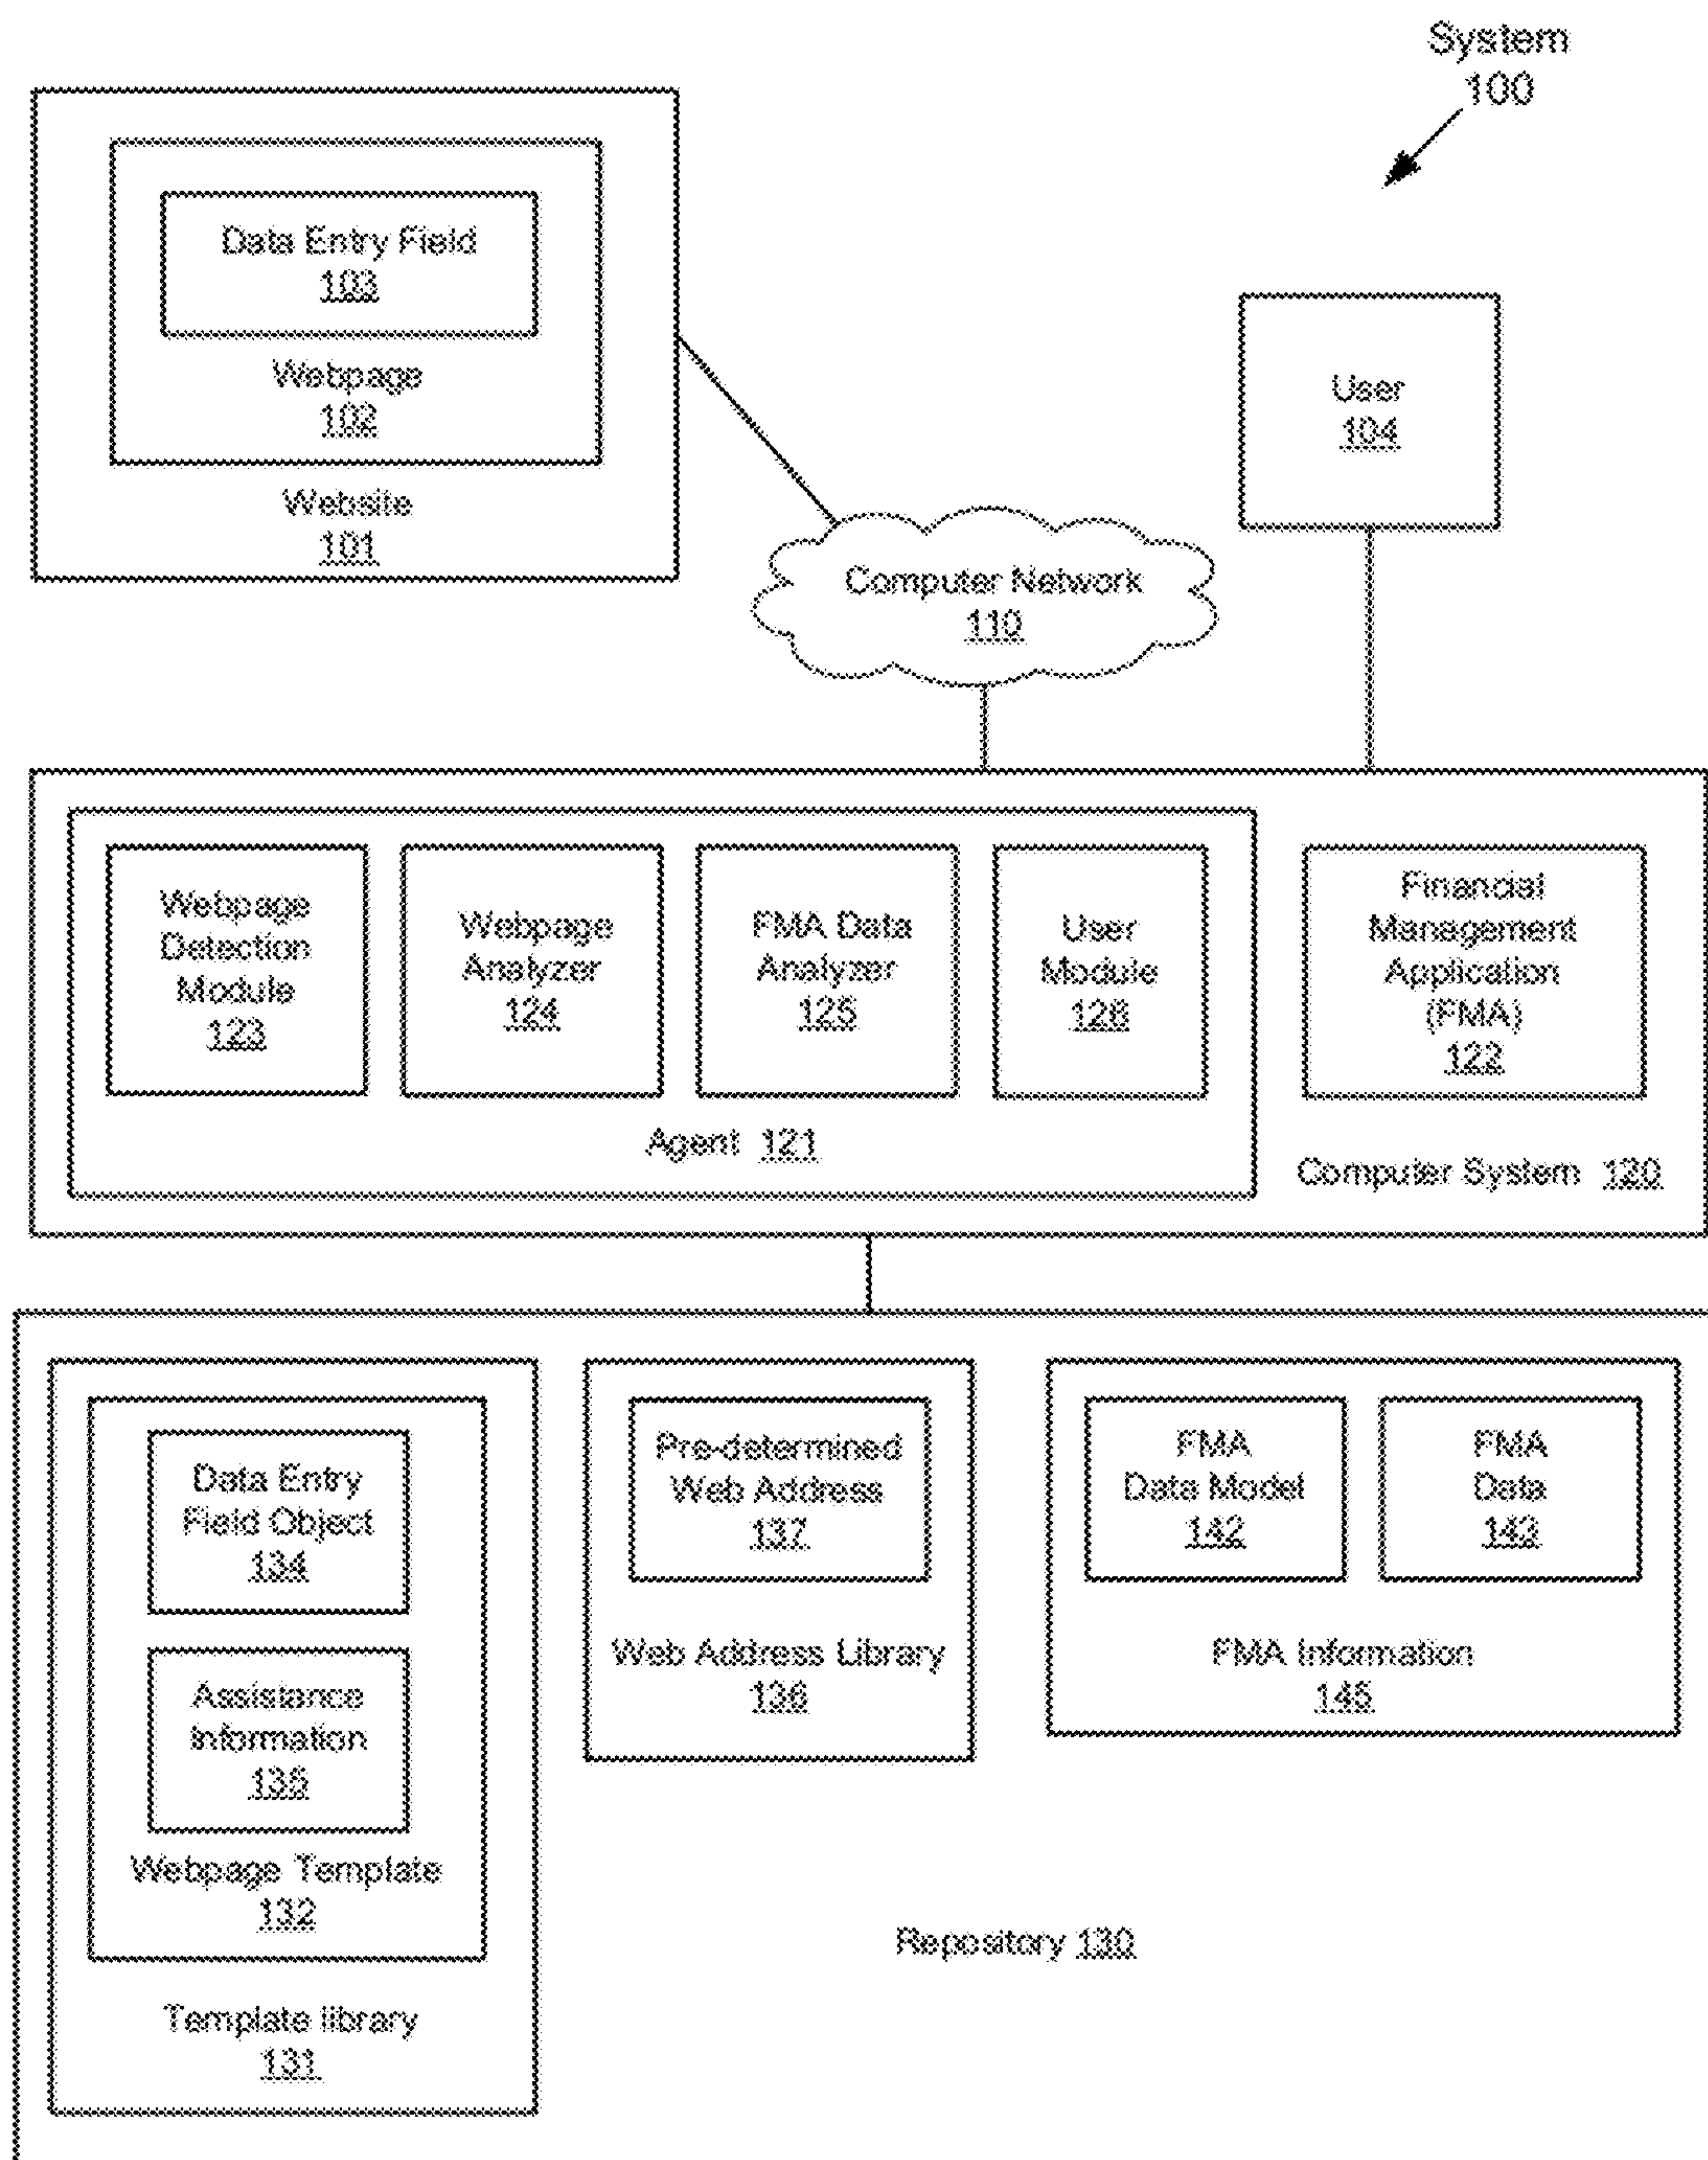 System
100
Data Entry Field
103
Webpage
102
Website
101
User
104
Computer Network
110
Webpage
Detection
Module
123
Webpage
Analyzer
124
FMA Data
Analyzer
125
User
Module
126
Financial
Management
Application
(FMA)
122
Agent 121
Computer System 120
Data Entry
Field Object
134
Assistance
Information
135
Webpage Template
132
Template library
131
Pre-determined
Web Address
137
Web Address Library
136
FMA
Data Model
142
FMA
Data
143
FMA Information
145
Repository 130